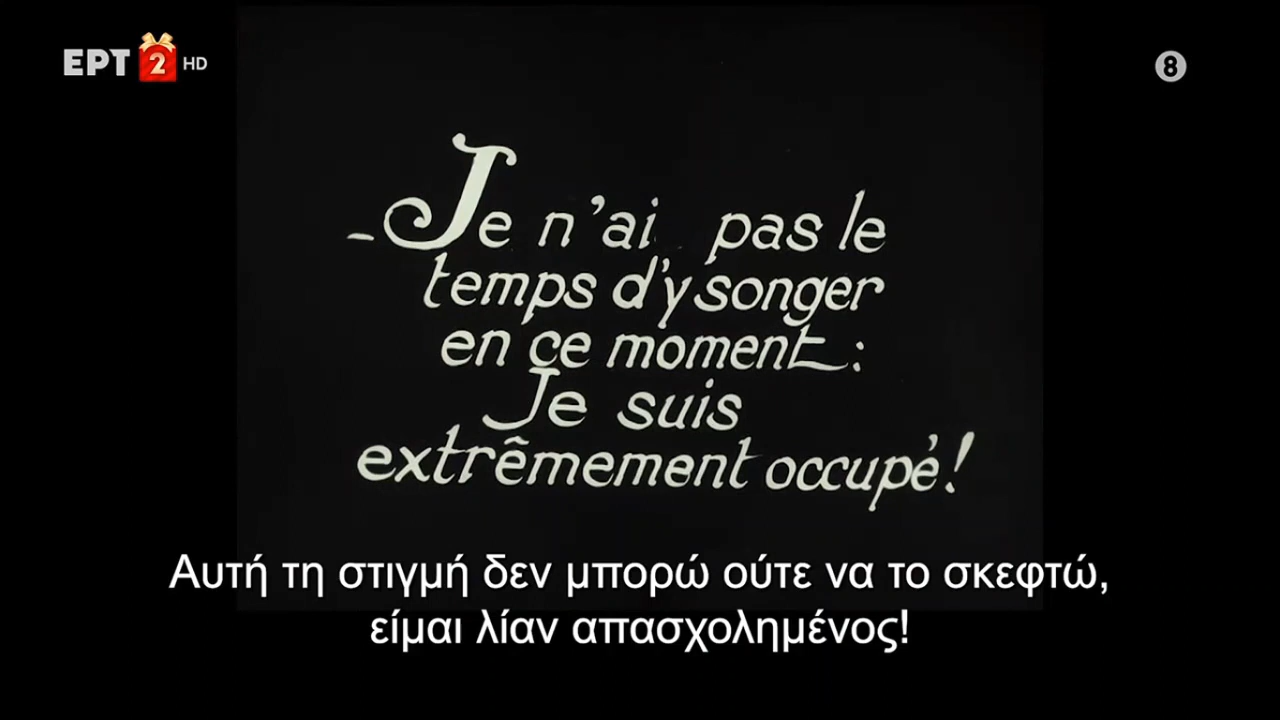 ΕΡΤ 2 HD
8
- Je n'ai pas le
temps d'y songer
en ce moment :
Je suis
extrêmement occupé!
Αυτή τη στιγμή δεν μπορώ ούτε να το σκεφτώ,
είμαι λίαν απασχολημένος!